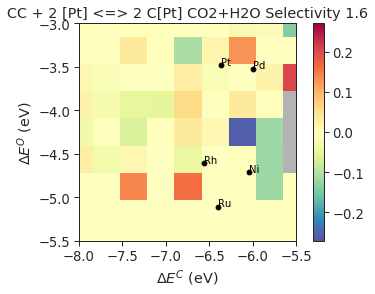 CC + 2 [Pt] <=> 2 C[Pt] CO2+H2O Selectivity 1.6
−3.0
−3.5
−4.0
−4.5
−5.0
−5.5
ΔE^O (eV)
Pt
Pd
Rh
Ni
Ru
−8.0 −7.5 −7.0 −6.5 −6.0 −5.5
ΔE^C (eV)
0.2
0.1
0.0
−0.1
−0.2